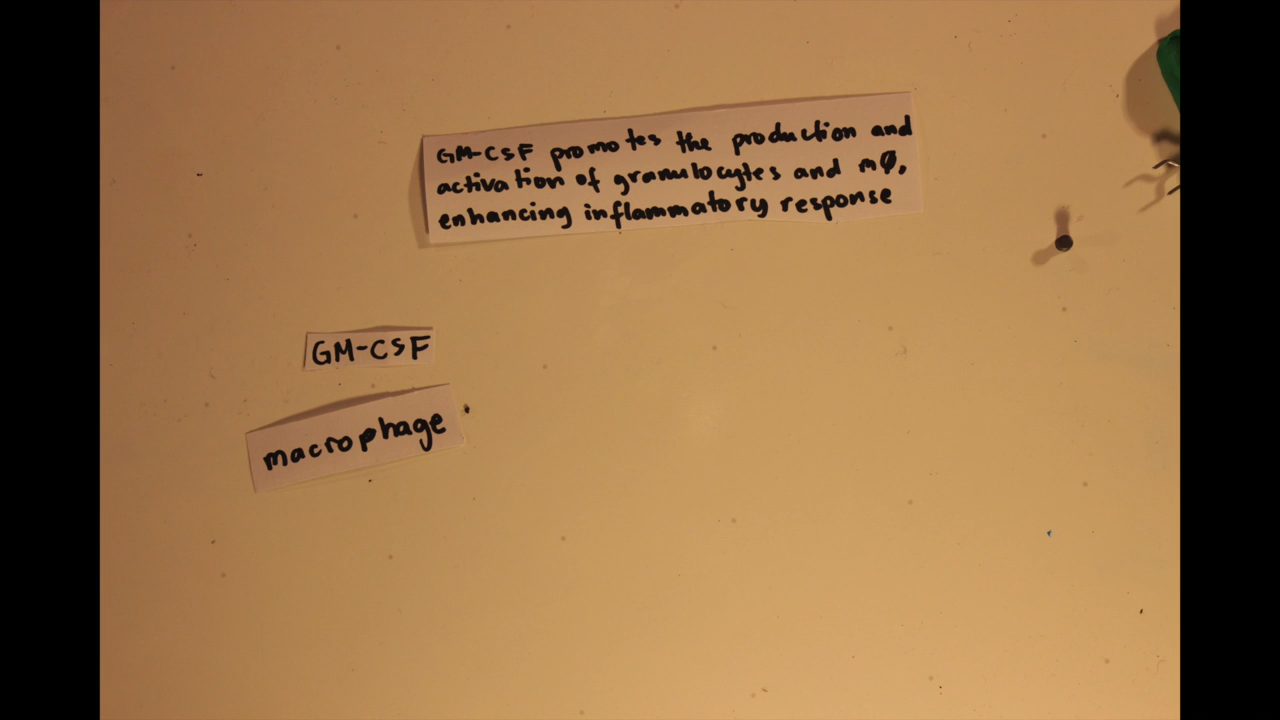 GM-CSF promotes the production and
activation of granulocytes and mØ,
enhancing inflammatory response
GM-CSF
macrophage